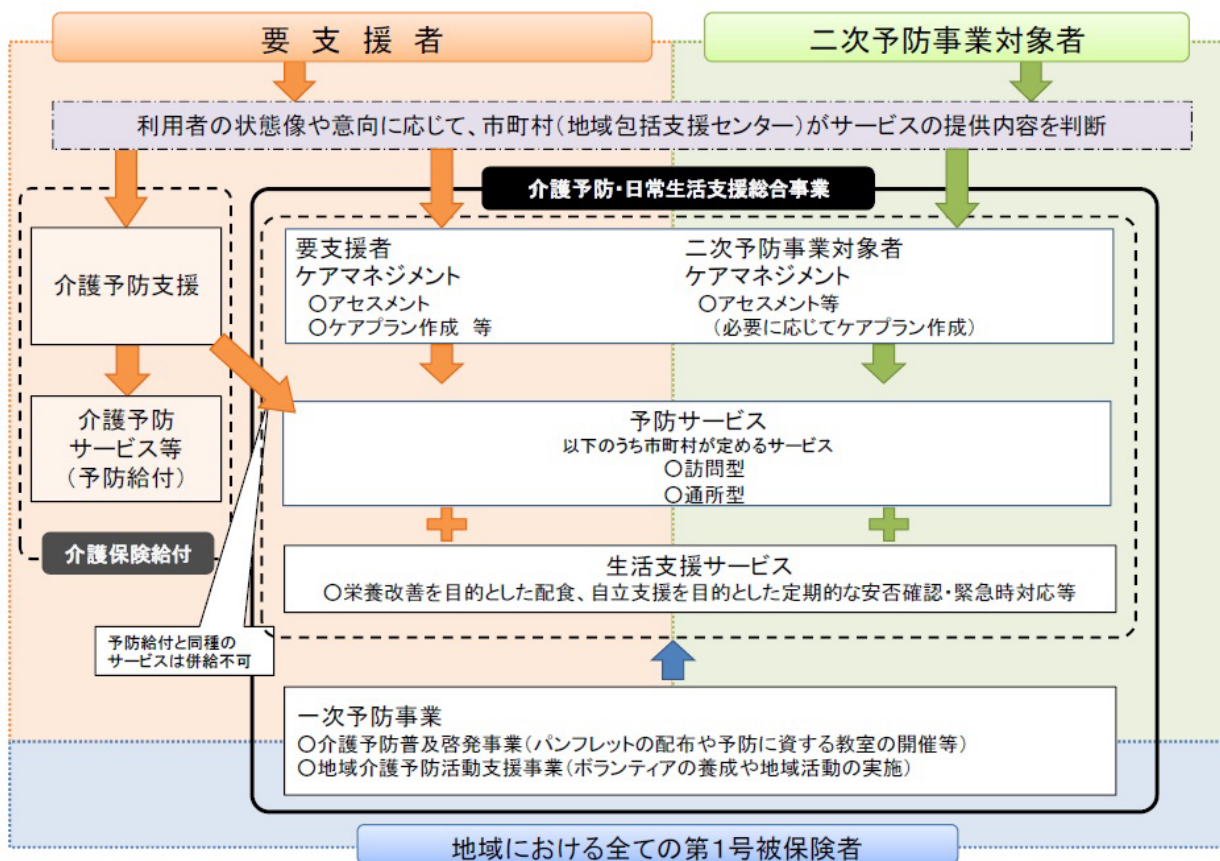 要支援者
二次予防事業対象者
利用者の状態像や意向に応じて、市町村(地域包括支援センター)がサービスの提供内容を判断
介護予防・日常生活支援総合事業
介護予防支援
介護予防
サービス等
(予防給付)
介護保険給付
予防給付と同種の
サービスは併給不可
要支援者
ケアマネジメント
○アセスメント
○ケアプラン作成 等
二次予防事業対象者
ケアマネジメント
○アセスメント等
(必要に応じてケアプラン作成)
予防サービス
以下のうち市町村が定めるサービス
○訪問型
○通所型
生活支援サービス
○栄養改善を目的とした配食、自立支援を目的とした定期的な安否確認・緊急時対応等
一次予防事業
○介護予防普及啓発事業(パンフレットの配布や予防に資する教室の開催等)
○地域介護予防活動支援事業(ボランティアの養成や地域活動の実施)
地域における全ての第1号被保険者